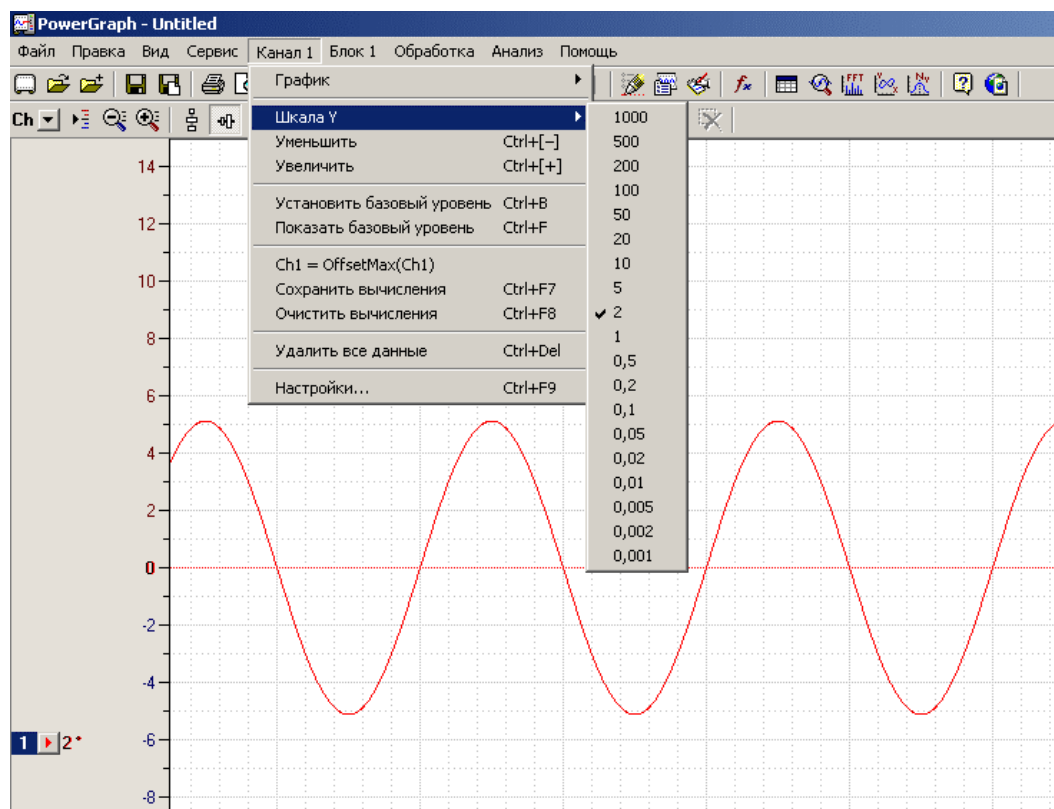 PowerGraph - Untitled
Файл Правка Вид Сервис Канал 1 Блок 1 Обработка Анализ Помощь
График
Ch
Шкала Y
Уменьшить Ctrl+[−]
Увеличить Ctrl+[+]
Установить базовый уровень Ctrl+B
Показать базовый уровень Ctrl+F
Ch1 = OffsetMax(Ch1)
Сохранить вычисления Ctrl+F7
Очистить вычисления Ctrl+F8
Удалить все данные Ctrl+Del
Настройки... Ctrl+F9
1000
500
200
100
50
20
10
5
2
1
0,5
0,2
0,1
0,05
0,02
0,01
0,005
0,002
0,001
fx
FFT
14
12
10
8
6
4
2
0
-2
-4
-6
-8
1 2*